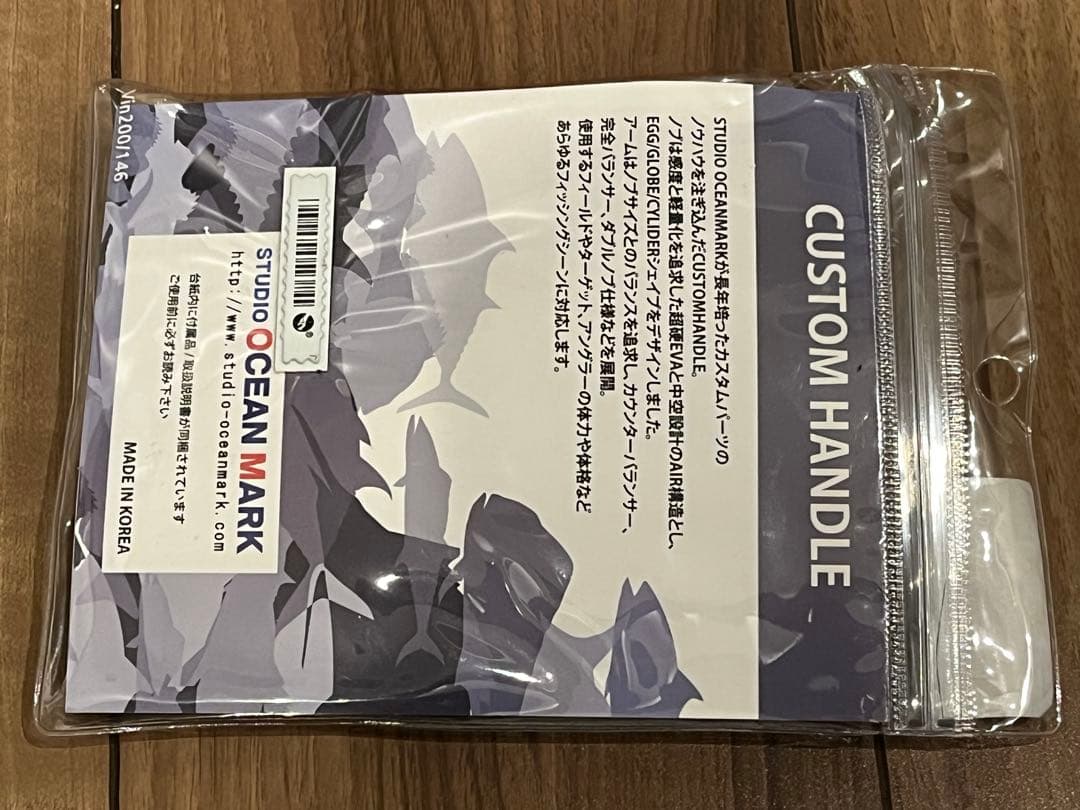 CUSTOM HANDLE
STUDIO OCEANMARKが長年培ったカスタムパーツの
ノウハウを注ぎ込んだCUSTOMHANDLE。
ノブは感度と軽量化を追求した超硬EVAと中空設計のAIR構造とし、
EGG/GLOBE/CYLIDERシェイプをデザインしました。
アームはノブサイズとのバランスを追求し、カウンターバランサー、
完全バランサー、ダブルノブ仕様などを展開。
使用するフィールドやターゲット、アングラーの体力や体格など
あらゆるフィッシングシーンに対応します。
STUDIO OCEAN MARK
http://www.studio-oceanmark.com
台紙内に付属品/取扱説明書が同梱されています
ご使用前に必ずお読み下さい
MADE IN KOREA
Vin200/146